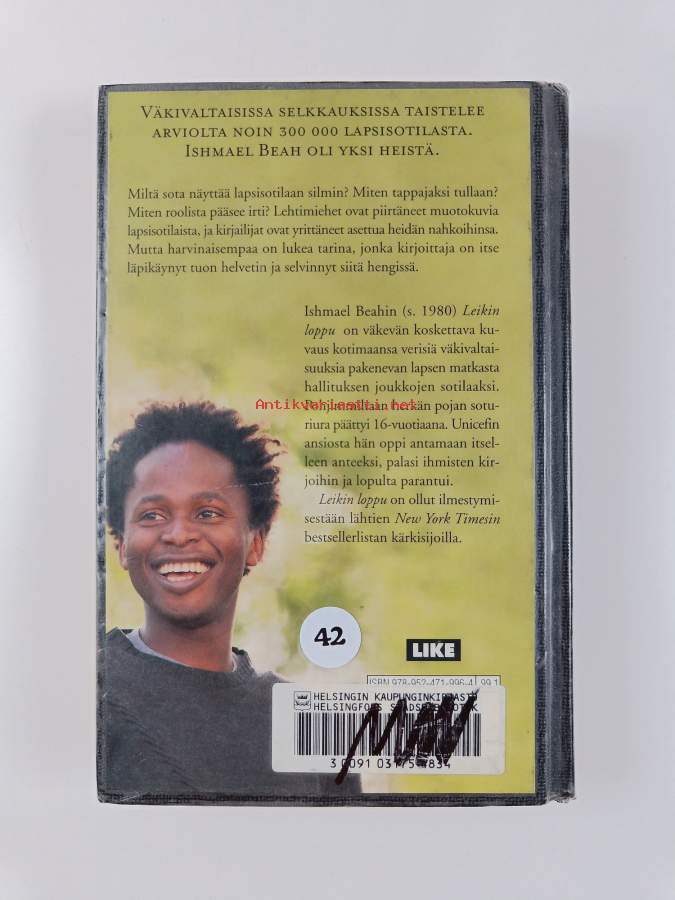 VÄKIVALTAISISSA SELKKAUKSISSA TAISTELEE
ARVIOLTA NOIN 300 000 LAPSISOTILASTA.
ISHMAEL BEAH OLI YKSI HEISTÄ.
Miltä sota näyttää lapsisotilaan silmin? Miten tappajaksi tullaan?
Miten roolista pääsee irti? Lehtimiehet ovat piirtäneet muotokuvia
lapsisotilaista, ja kirjailijat ovat yrittäneet asettua heidän nahkoihinsa.
Mutta harvinaisempaa on lukea tarina, jonka kirjoittaja on itse
läpikäynyt tuon helvetin ja selvinnyt siitä hengissä.
Ishmael Beahin (s. 1980) Leikin
loppu on väkevän koskettava ku-
vaus kotimaansa verisiä väkivaltai-
suuksia pakenevan lapsen matkasta
hallituksen joukkojen sotilaaksi.
Antikvariaatti.net
herkän pojan sotu-
riura päättyi 16-vuotiaana. Unicefin
ansiosta hän oppi antamaan itsel-
leen anteeksi, palasi ihmisten kir-
joihin ja lopulta parantui.
Leikin loppu on ollut ilmestymi-
sestään lähtien New York Timesin
bestsellerlistan kärkisijoilla.
42
LIKE
ISBN 978-952-471-996-4 99.1
HELSINGIN KAUPUNGINKIRJASTO
HELSINGFORS STADSBIBLIOTEK